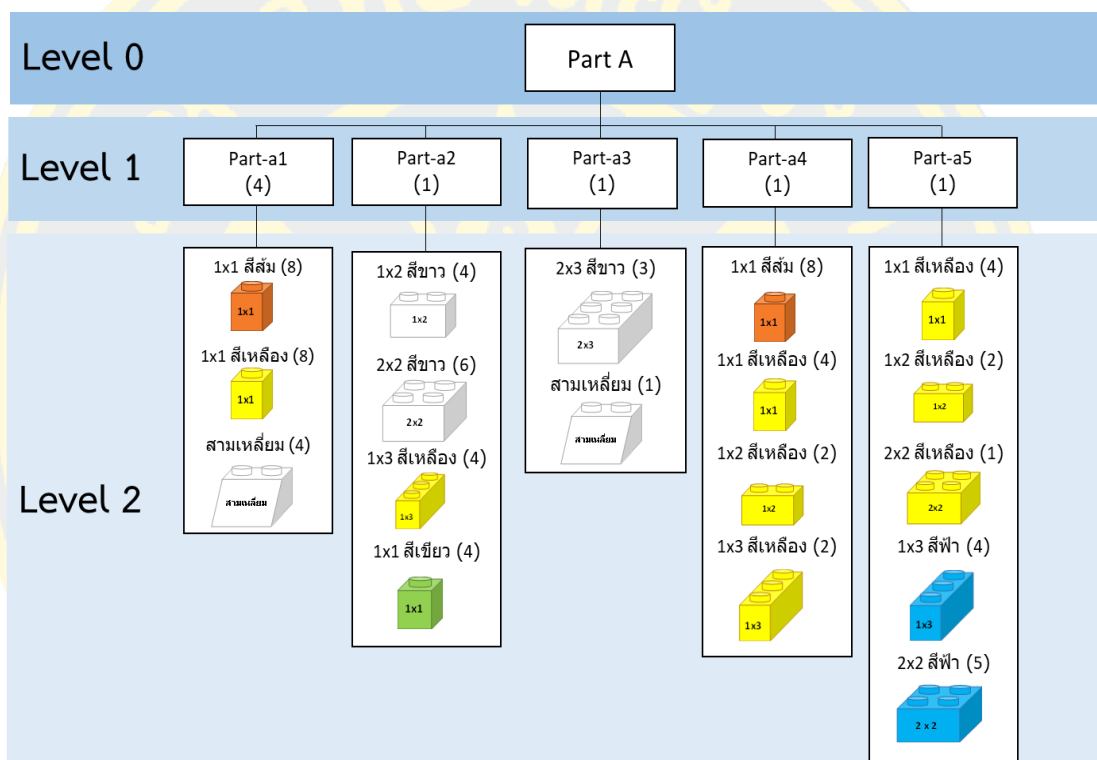 Level 0
Part A
Level 1
Part-a1
(4)
Part-a2
(1)
Part-a3
(1)
Part-a4
(1)
Part-a5
(1)
Level 2
1x1 สีส้ม (8)
1x1
1x1 สีเหลือง (8)
1x1
สามเหลี่ยม (4)
สามเหลี่ยม
1x2 สีขาว (4)
1x2
2x2 สีขาว (6)
2x2
1x3 สีเหลือง (4)
1x3
1x1 สีเขียว (4)
1x1
2x3 สีขาว (3)
2x3
สามเหลี่ยม (1)
สามเหลี่ยม
1x1 สีส้ม (8)
1x1
1x1 สีเหลือง (4)
1x1
1x2 สีเหลือง (2)
1x2
1x3 สีเหลือง (2)
1x3
1x1 สีเหลือง (4)
1x1
1x2 สีเหลือง (2)
1x2
2x2 สีเหลือง (1)
2x2
1x3 สีฟ้า (4)
1x3
2x2 สีฟ้า (5)
2 x 2